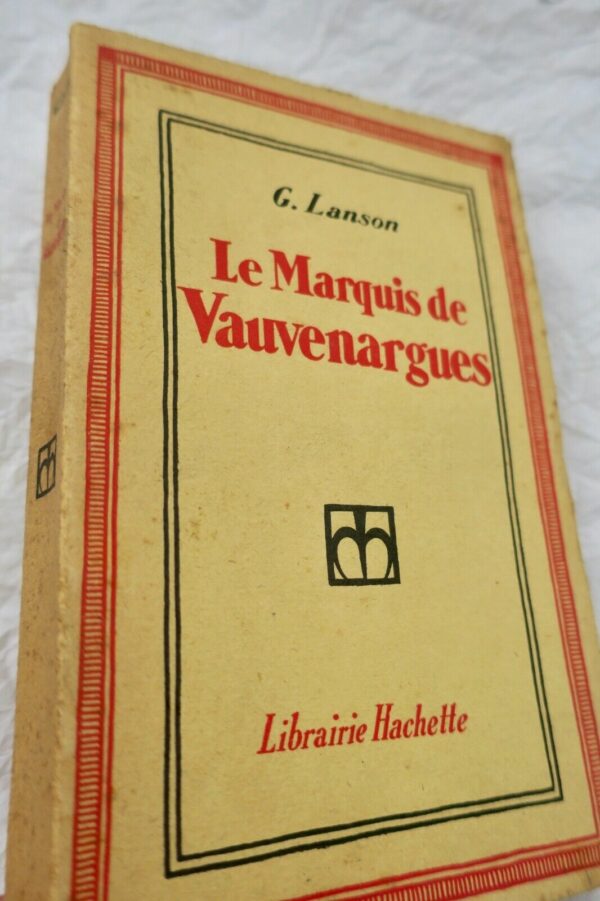 G. Lanson
Le Marquis de
Vauvenargues
Librairie Hachette